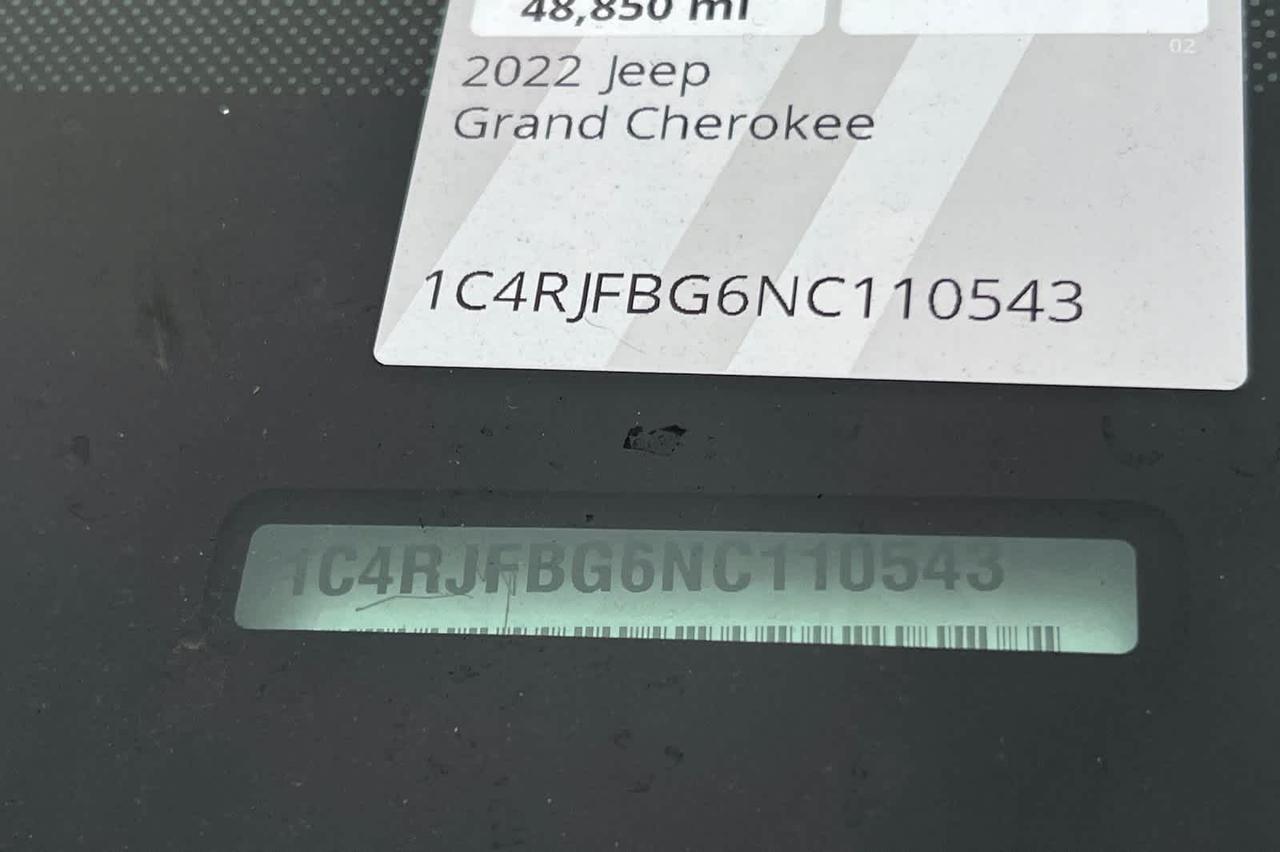 48,850 mi
02
2022 Jeep
Grand Cherokee
1C4RJFBG6NC110543
1C4RJFBG6NC110543